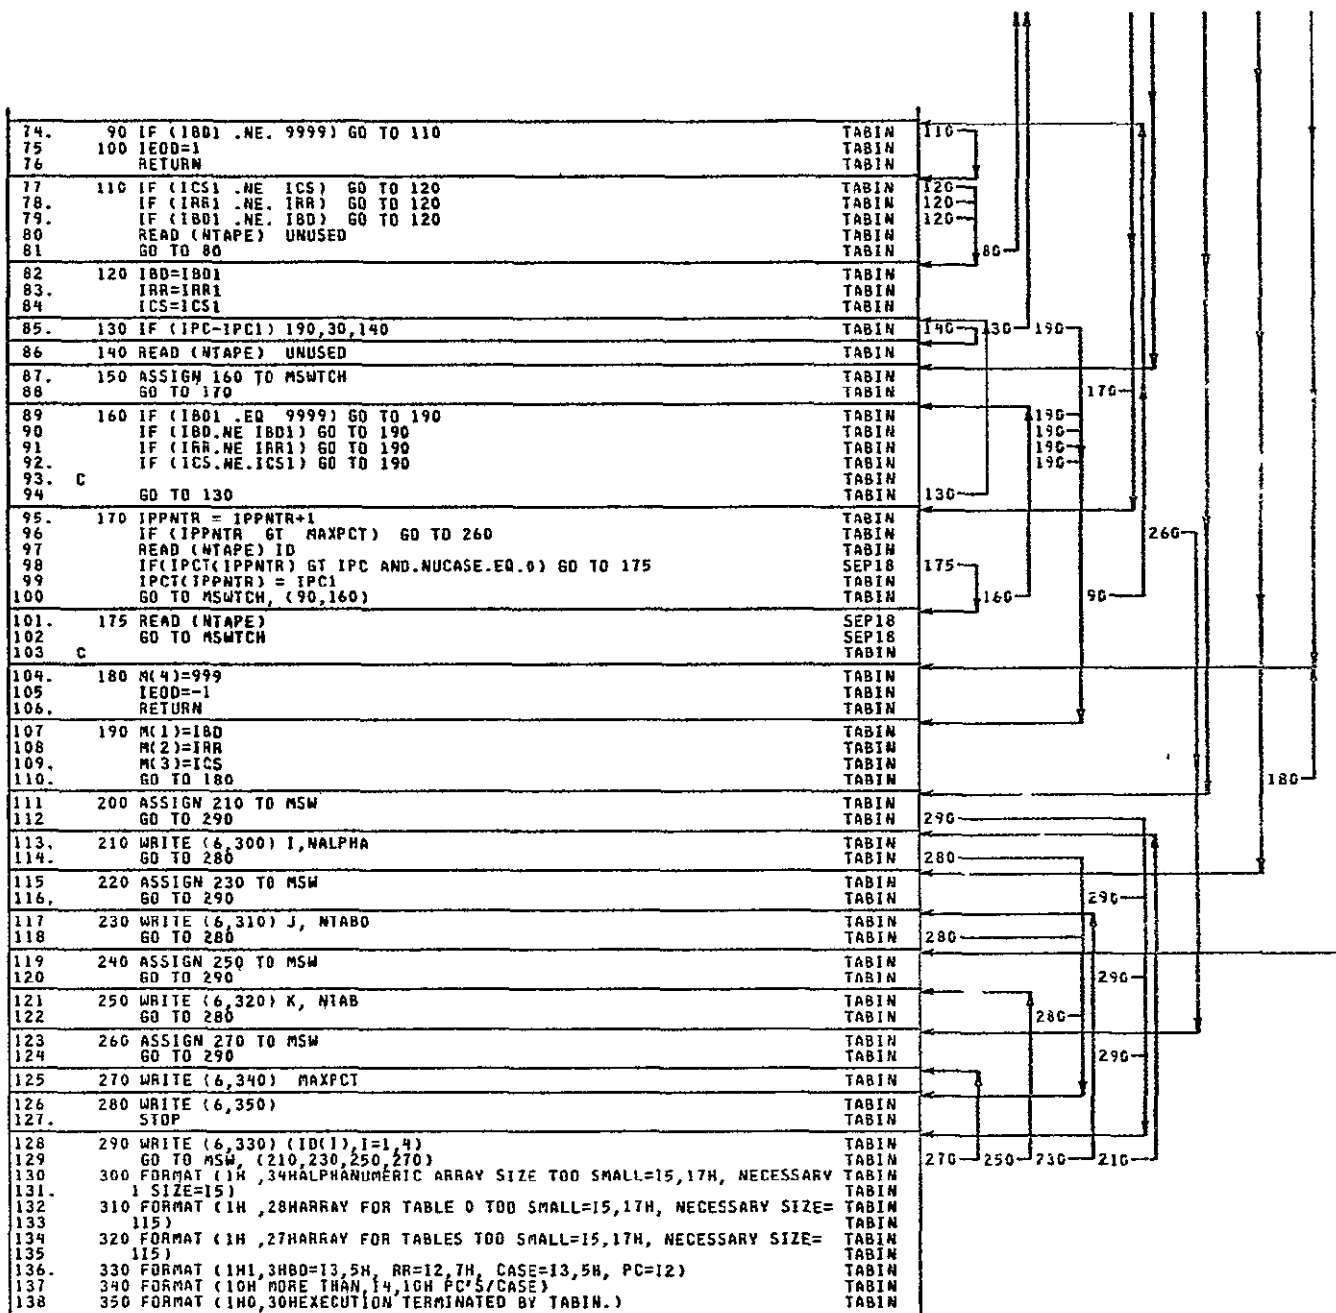 74. 90 IF (IBD1 .NE. 9999) GO TO 110 TABIN 110
75 100 IEOD=1 TABIN
76 RETURN TABIN
77 110 IF (ICS1 .NE ICS) GO TO 120 TABIN 120
78. IF (IRR1 .NE. IRR) GO TO 120 TABIN 120
79. IF (IBD1 .NE. IBD) GO TO 120 TABIN 120
80 READ (NTAPE) UNUSED TABIN
81 GO TO 80 TABIN 80
82 120 IBD=IBD1 TABIN
83. IRR=IRR1 TABIN
84 ICS=ICS1 TABIN
85. 130 IF (IPC-IPC1) 190,30,140 TABIN 140 30 190
86 140 READ (NTAPE) UNUSED TABIN
87. 150 ASSIGN 160 TO MSWTCH TABIN
88 GO TO 170 TABIN 170
89 160 IF (IBD1 .EQ 9999) GO TO 190 TABIN 190
90 IF (IBD.NE IBD1) GO TO 190 TABIN 190
91 IF (IRR.NE IRR1) GO TO 190 TABIN 190
92. IF (ICS.NE.ICS1) GO TO 190 TABIN 190
93. C TABIN
94 GO TO 130 TABIN 130
95. 170 IPPNTR = IPPNTR+1 TABIN
96 IF (IPPNTR GT MAXPCT) GO TO 260 TABIN 260
97 READ (NTAPE) ID TABIN
98 IF(IPCT(IPPNTR) GT IPC AND.NUCASE.EQ.0) GO TO 175 SEP18 175
99 IPCT(IPPNTR) = IPC1 TABIN
100 GO TO MSWTCH, (90,160) TABIN 160 90
101. 175 READ (NTAPE) SEP18
102 GO TO MSWTCH SEP18
103 C TABIN
104. 180 M(4)=999 TABIN
105 IEOD=-1 TABIN
106. RETURN TABIN
107 190 M(1)=IBD TABIN
108 M(2)=IRR TABIN
109. M(3)=ICS TABIN
110. GO TO 180 TABIN 180
111 200 ASSIGN 210 TO MSW TABIN
112 GO TO 290 TABIN 290
113. 210 WRITE (6,300) I,NALPHA TABIN
114. GO TO 280 TABIN 280
115 220 ASSIGN 230 TO MSW TABIN
116. GO TO 290 TABIN 290
117 230 WRITE (6,310) J, NTAB0 TABIN
118 GO TO 280 TABIN 280
119 240 ASSIGN 250 TO MSW TABIN
120 GO TO 290 TABIN 290
121 250 WRITE (6,320) K, NTAB TABIN
122 GO TO 280 TABIN 280
123 260 ASSIGN 270 TO MSW TABIN
124 GO TO 290 TABIN 290
125 270 WRITE (6,340) MAXPCT TABIN
126 280 WRITE (6,350) TABIN
127. STOP TABIN
128 290 WRITE (6,330) (ID(I),I=1,4) TABIN
129 GO TO MSW, (210,230,250,270) TABIN 270 250 230 210
130 300 FORMAT (1H ,34HALPHANUMERIC ARRAY SIZE TOO SMALL=I5,17H, NECESSARY TABIN
131. 1 SIZE=I5) TABIN
132 310 FORMAT (1H ,28HARRAY FOR TABLE 0 TOO SMALL=I5,17H, NECESSARY SIZE= TABIN
133 1I5) TABIN
134 320 FORMAT (1H ,27HARRAY FOR TABLES TOO SMALL=I5,17H, NECESSARY SIZE= TABIN
135 1I5) TABIN
136. 330 FORMAT (1H1,3HBD=I3,5H, RR=I2,7H, CASE=I3,5H, PC=I2) TABIN
137 340 FORMAT (10H MORE THAN,I4,10H PC'S/CASE) TABIN
138 350 FORMAT (1H0,30HEXECUTION TERMINATED BY TABIN.) TABIN